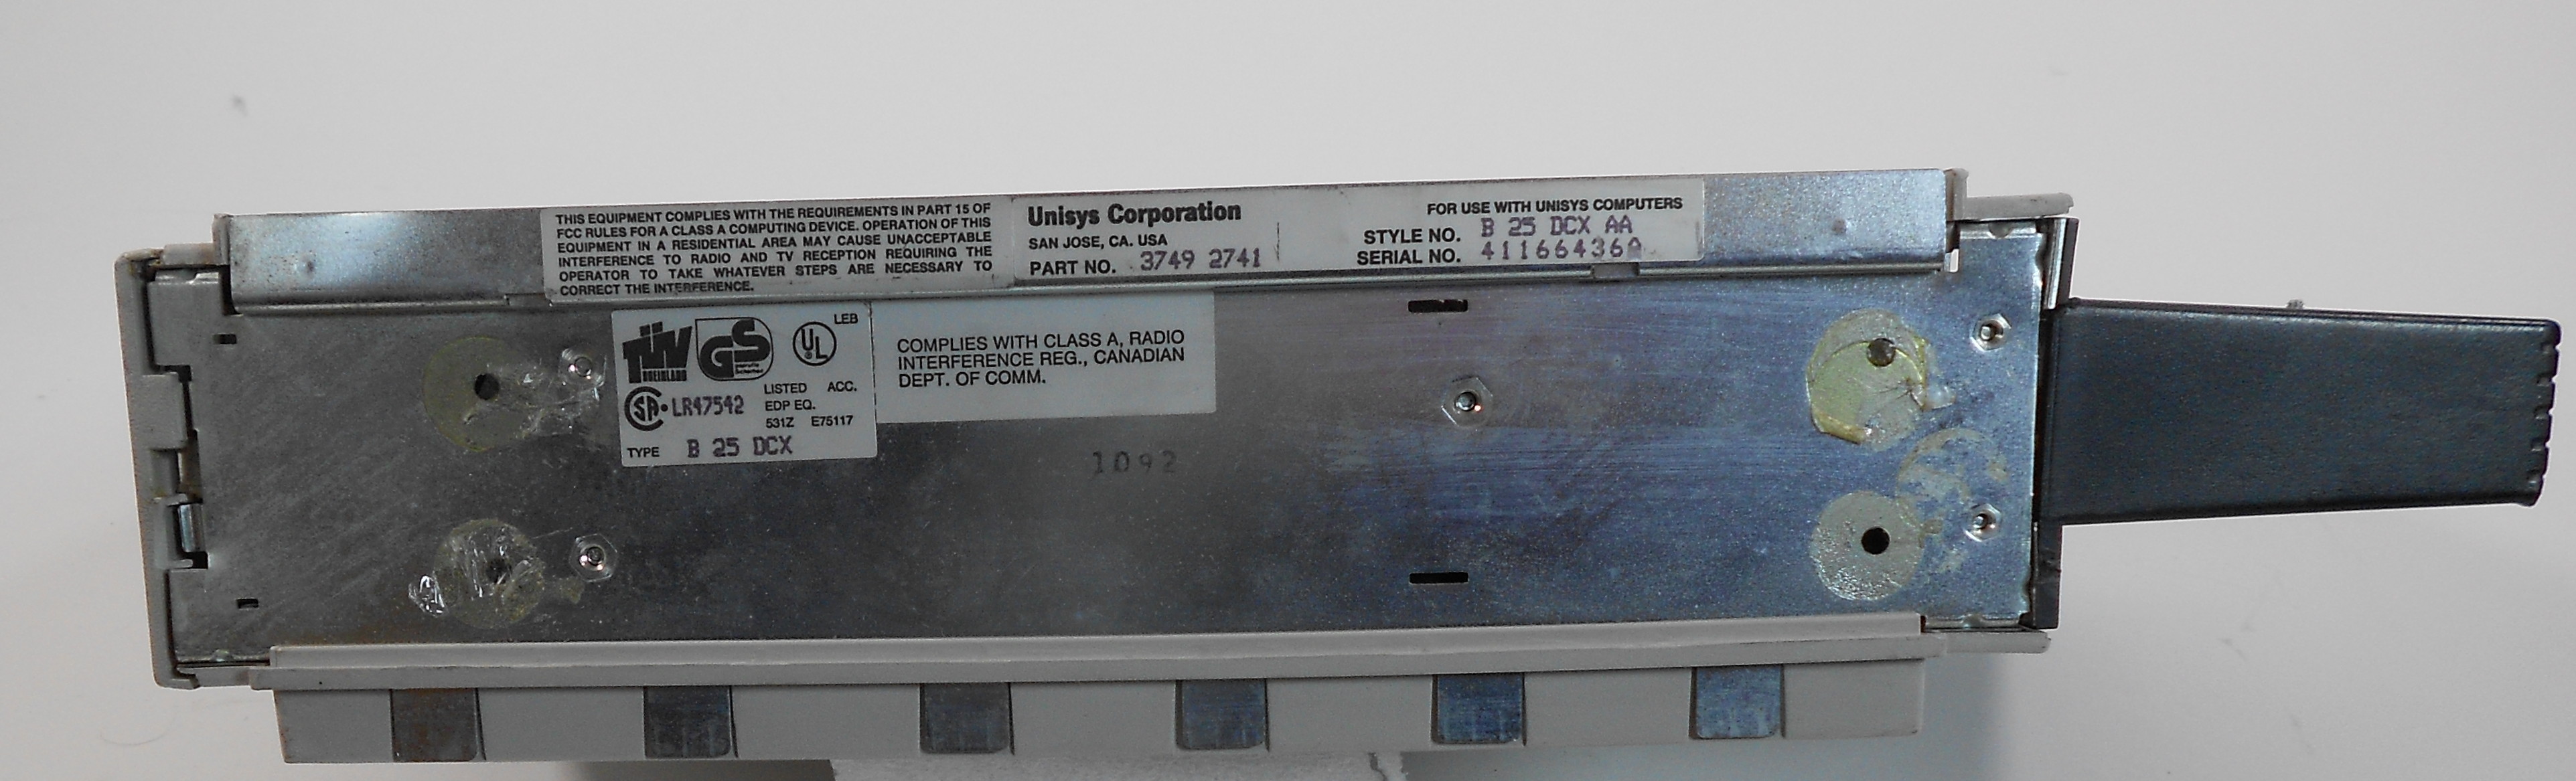 THIS EQUIPMENT COMPLIES WITH THE REQUIREMENTS IN PART 15 OF
FCC RULES FOR A CLASS A COMPUTING DEVICE. OPERATION OF THIS
EQUIPMENT IN A RESIDENTIAL AREA MAY CAUSE UNACCEPTABLE
INTERFERENCE TO RADIO AND TV RECEPTION REQUIRING THE
OPERATOR TO TAKE WHATEVER STEPS ARE NECESSARY TO
CORRECT THE INTERFERENCE.
Unisys Corporation
SAN JOSE, CA. USA
PART NO. 3749 2741
FOR USE WITH UNISYS COMPUTERS
STYLE NO. B 25 DCX AA
SERIAL NO. 411664360
TÜV
RHEINLAND
GS
UL
LEB
SA
LR47542
LISTED ACC.
EDP EQ.
531Z E75117
TYPE B 25 DCX
COMPLIES WITH CLASS A, RADIO
INTERFERENCE REG., CANADIAN
DEPT. OF COMM.
1092